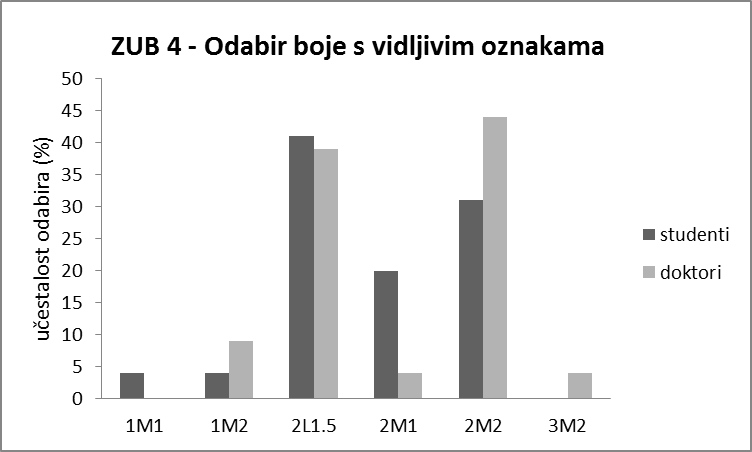 ZUB 4 - Odabir boje s vidljivim oznakama
učestalost odabira (%)
50
45
40
35
30
25
20
15
10
5
0
1M1 1M2 2L1.5 2M1 2M2 3M2
studenti
doktori